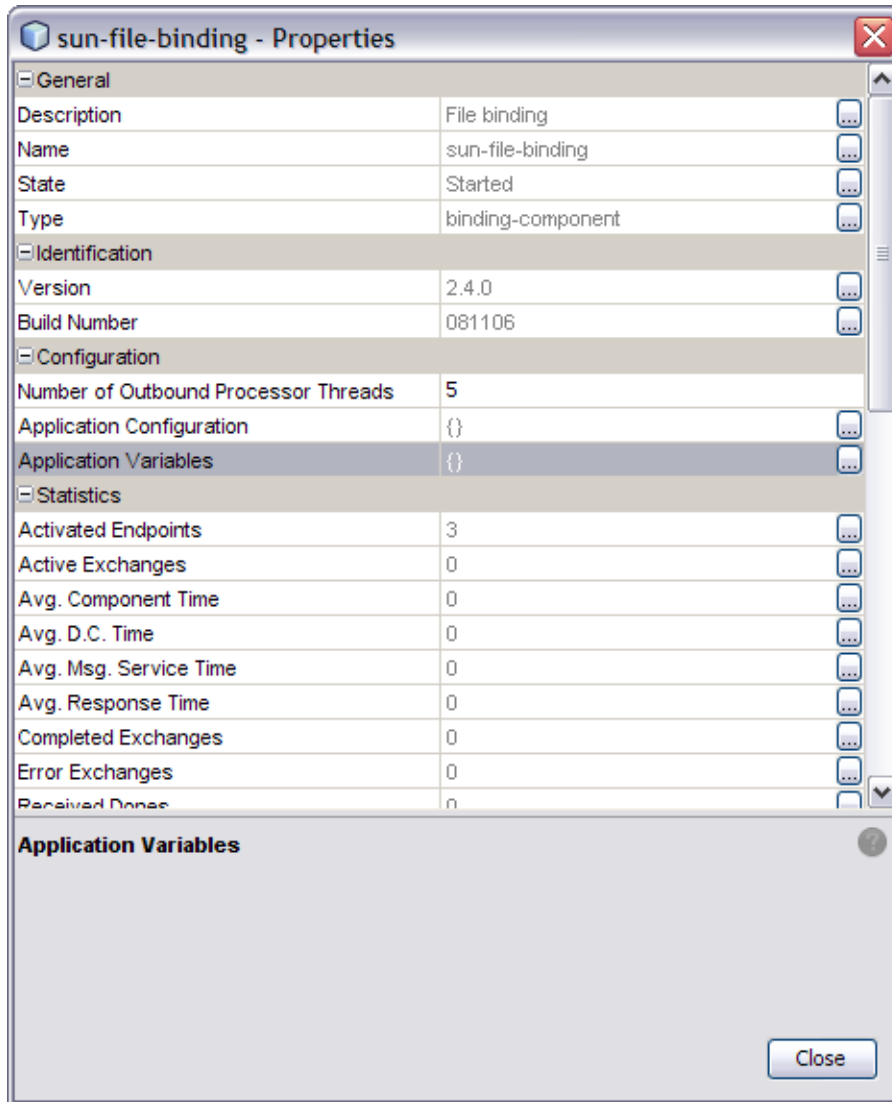 sun-file-binding - Properties
General
Description File binding ...
Name sun-file-binding ...
State Started ...
Type binding-component ...
Identification
Version 2.4.0 ...
Build Number 081106 ...
Configuration
Number of Outbound Processor Threads 5
Application Configuration {} ...
Application Variables {} ...
Statistics
Activated Endpoints 3 ...
Active Exchanges 0 ...
Avg. Component Time 0 ...
Avg. D.C. Time 0 ...
Avg. Msg. Service Time 0 ...
Avg. Response Time 0 ...
Completed Exchanges 0 ...
Error Exchanges 0 ...
Received Dones 0
Application Variables ?
Close